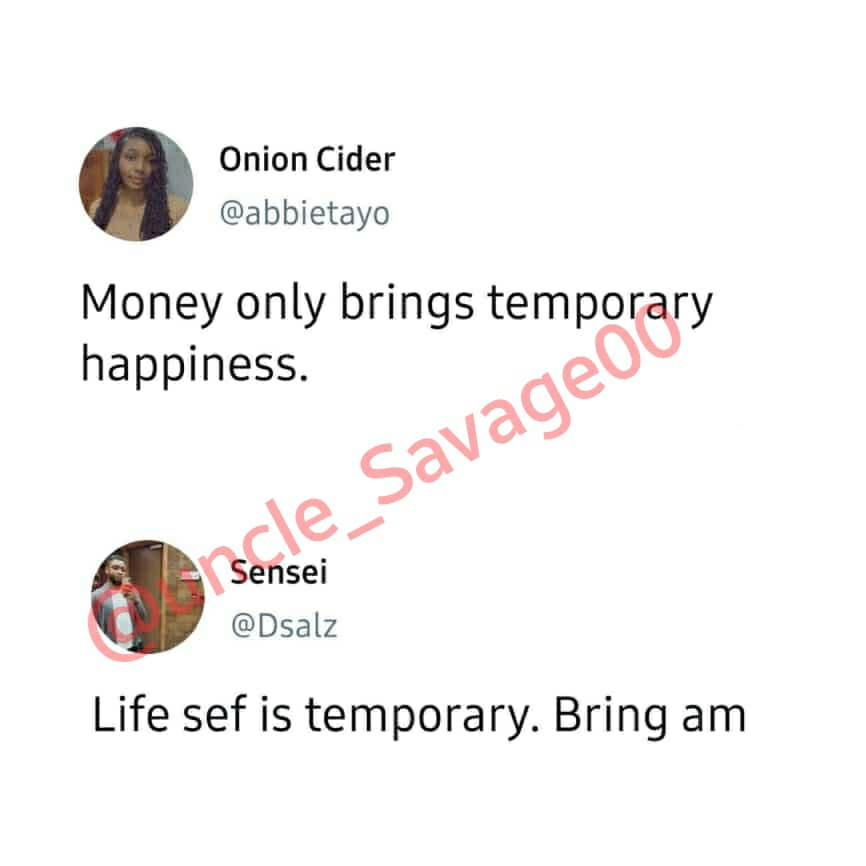 Onion Cider
@abbietayo
Money only brings temporary
happiness.
@uncle_Savage00
Sensei
@Dsalz
Life sef is temporary. Bring am